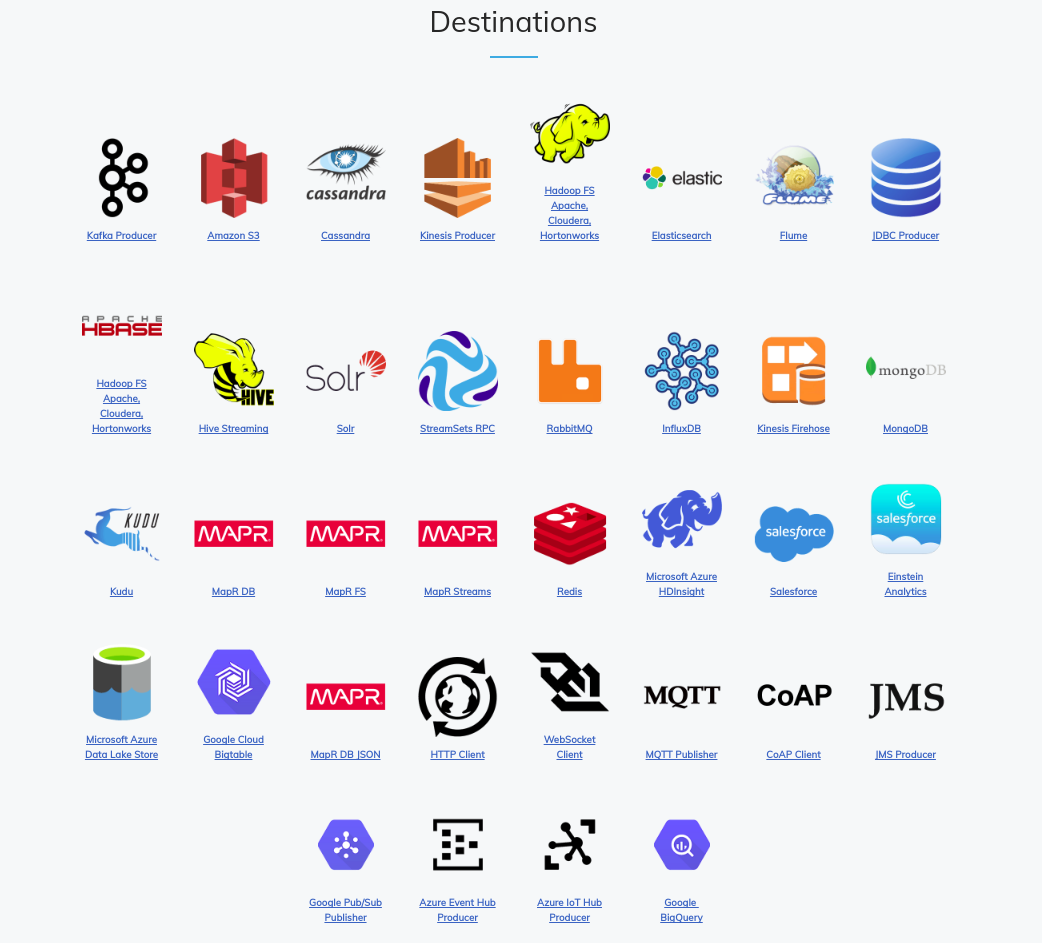 Destinations
cassandra
elastic
FLUME
Kafka Producer
Amazon S3
Cassandra
Kinesis Producer
Hadoop FS
Apache,
Cloudera,
Hortonworks
Elasticsearch
Flume
JDBC Producer
APACHE
HBASE
HIVE
Solr
mongoDB
Hadoop FS
Apache,
Cloudera,
Hortonworks
Hive Streaming
Solr
StreamSets RPC
RabbitMQ
InfluxDB
Kinesis Firehose
MongoDB
KUDU
MAPR
MAPR
MAPR
salesforce
salesforce
Kudu
MapR DB
MapR FS
MapR Streams
Redis
Microsoft Azure
HDInsight
Salesforce
Einstein
Analytics
MAPR
MQTT
CoAP
JMS
Microsoft Azure
Data Lake Store
Google Cloud
Bigtable
MapR DB JSON
HTTP Client
WebSocket
Client
MQTT Publisher
CoAP Client
JMS Producer
Google Pub/Sub
Publisher
Azure Event Hub
Producer
Azure IoT Hub
Producer
Google
BigQuery